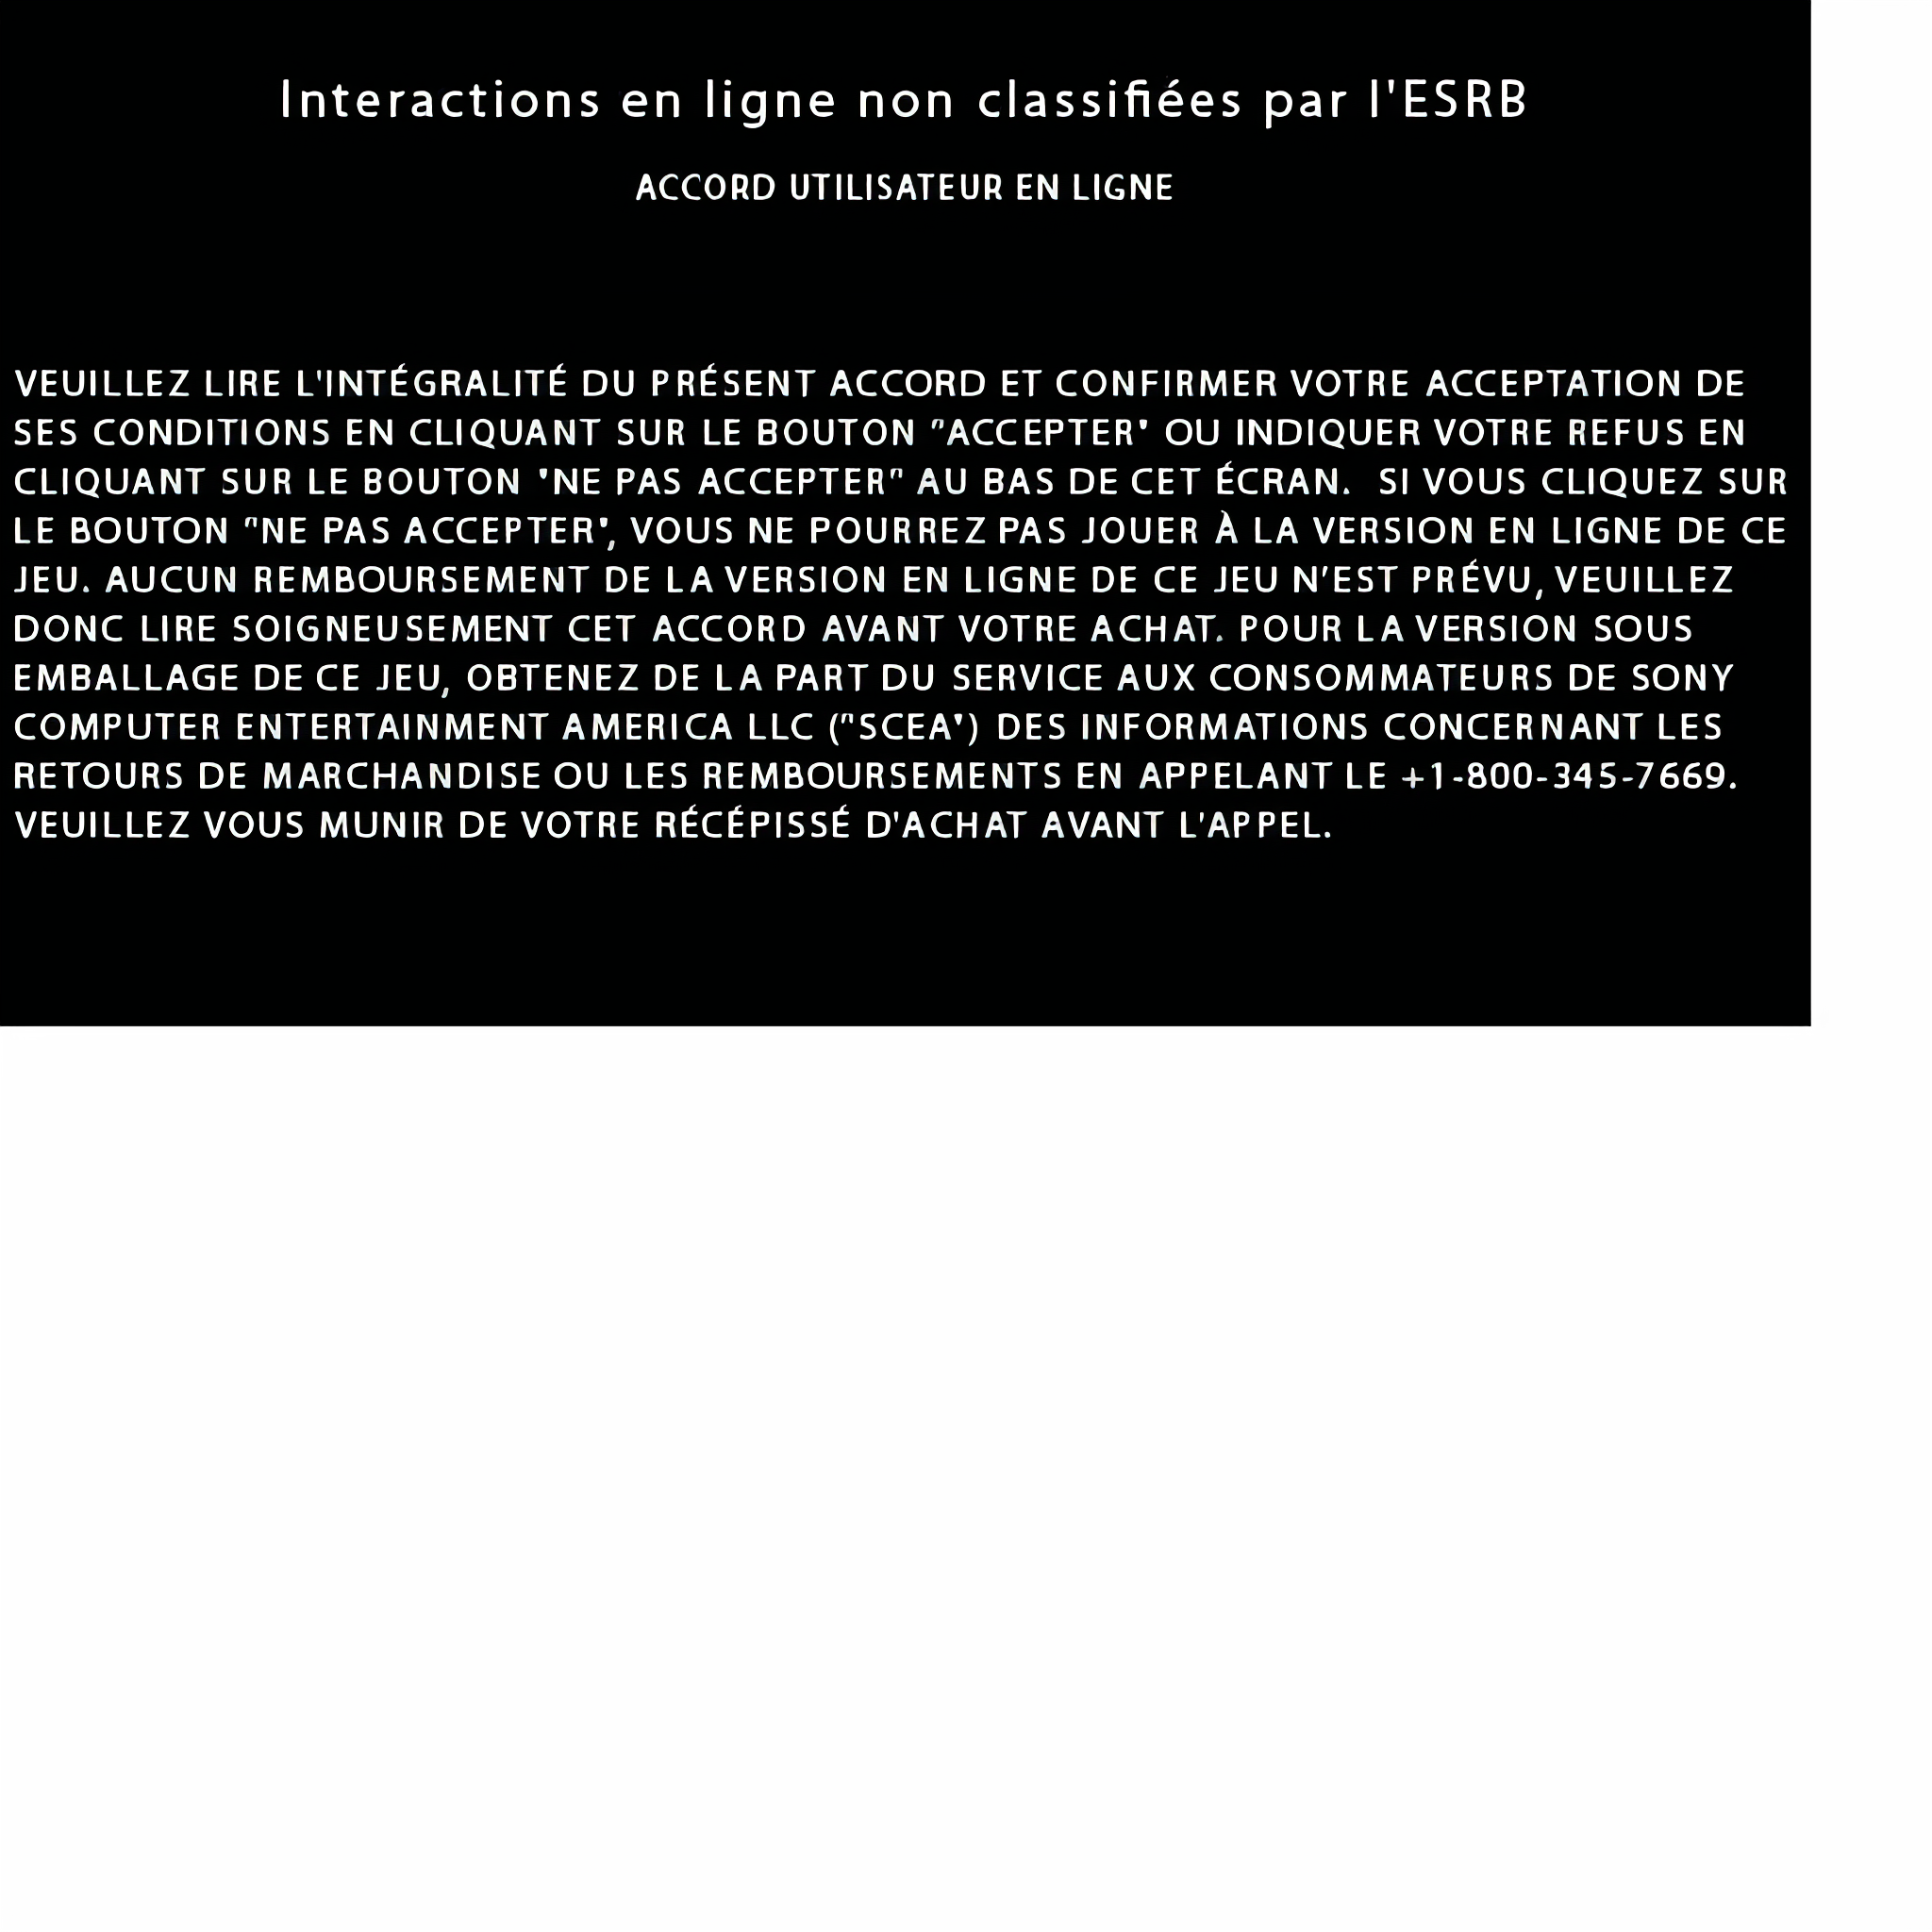 Interactions en ligne non classifiées par l'ESRB
ACCORD UTILISATEUR EN LIGNE
VEUILLEZ LIRE L'INTÉGRALITÉ DU PRÉSENT ACCORD ET CONFIRMER VOTRE ACCEPTATION DE
SES CONDITIONS EN CLIQUANT SUR LE BOUTON "ACCEPTER" OU INDIQUER VOTRE REFUS EN
CLIQUANT SUR LE BOUTON "NE PAS ACCEPTER" AU BAS DE CET ÉCRAN.  SI VOUS CLIQUEZ SUR
LE BOUTON "NE PAS ACCEPTER", VOUS NE POURREZ PAS JOUER À LA VERSION EN LIGNE DE CE
JEU. AUCUN REMBOURSEMENT DE LA VERSION EN LIGNE DE CE JEU N'EST PRÉVU, VEUILLEZ
DONC LIRE SOIGNEUSEMENT CET ACCORD AVANT VOTRE ACHAT. POUR LA VERSION SOUS
EMBALLAGE DE CE JEU, OBTENEZ DE LA PART DU SERVICE AUX CONSOMMATEURS DE SONY
COMPUTER ENTERTAINMENT AMERICA LLC ("SCEA") DES INFORMATIONS CONCERNANT LES
RETOURS DE MARCHANDISE OU LES REMBOURSEMENTS EN APPELANT LE +1-800-345-7669.
VEUILLEZ VOUS MUNIR DE VOTRE RÉCÉPISSÉ D'ACHAT AVANT L'APPEL.